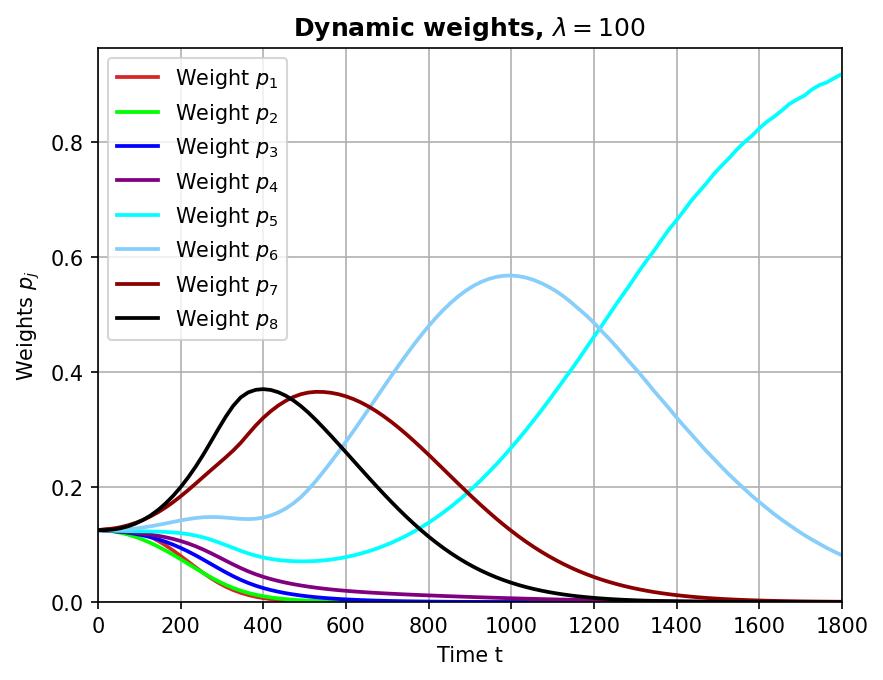 Dynamic weights, λ = 100
Weight p₁
Weight p₂
Weight p₃
Weight p₄
Weight p₅
Weight p₆
Weight p₇
Weight p₈
Weights pⱼ
0.8
0.6
0.4
0.2
0.0
0 200 400 600 800 1000 1200 1400 1600 1800
Time t